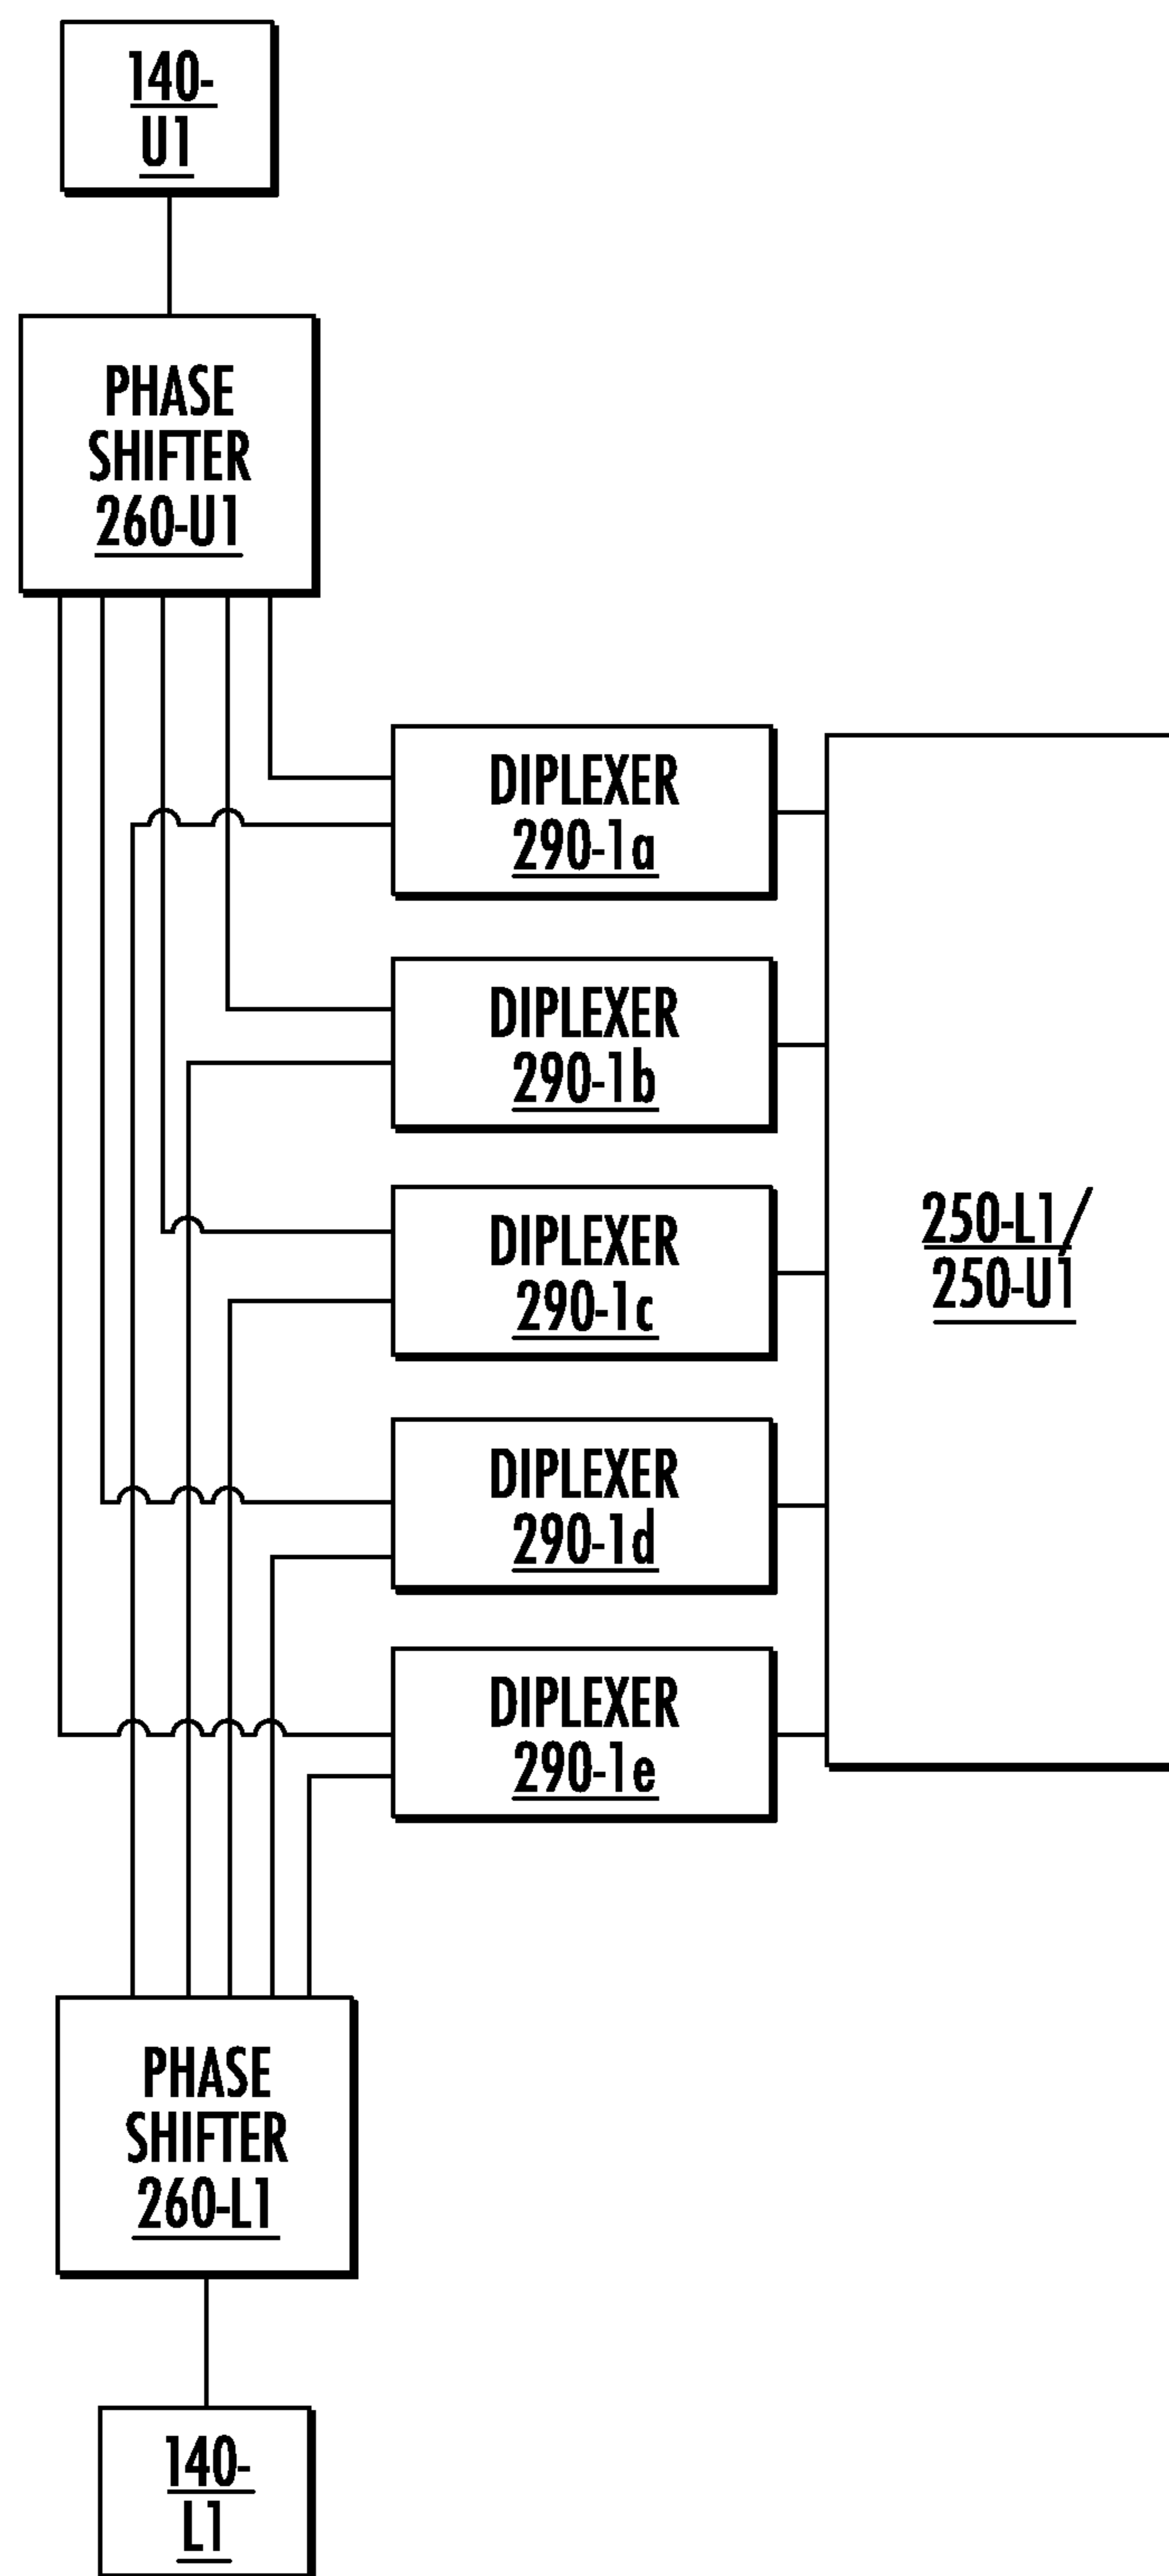 140-
U1
PHASE
SHIFTER
260-U1
DIPLEXER
290-1a
DIPLEXER
290-1b
DIPLEXER
290-1c
DIPLEXER
290-1d
DIPLEXER
290-1e
250-L1/
250-U1
PHASE
SHIFTER
260-L1
140-
L1